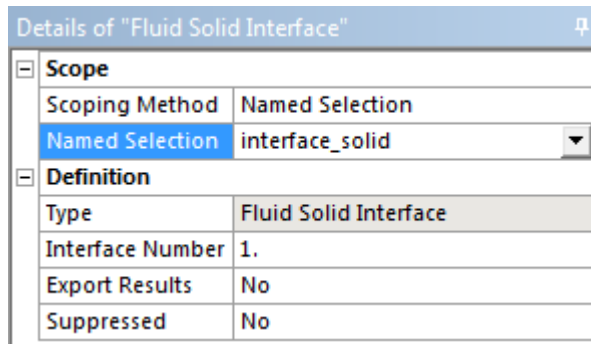 Details of "Fluid Solid Interface"
Scope
Scoping Method Named Selection
Named Selection interface_solid
Definition
Type Fluid Solid Interface
Interface Number 1.
Export Results No
Suppressed No